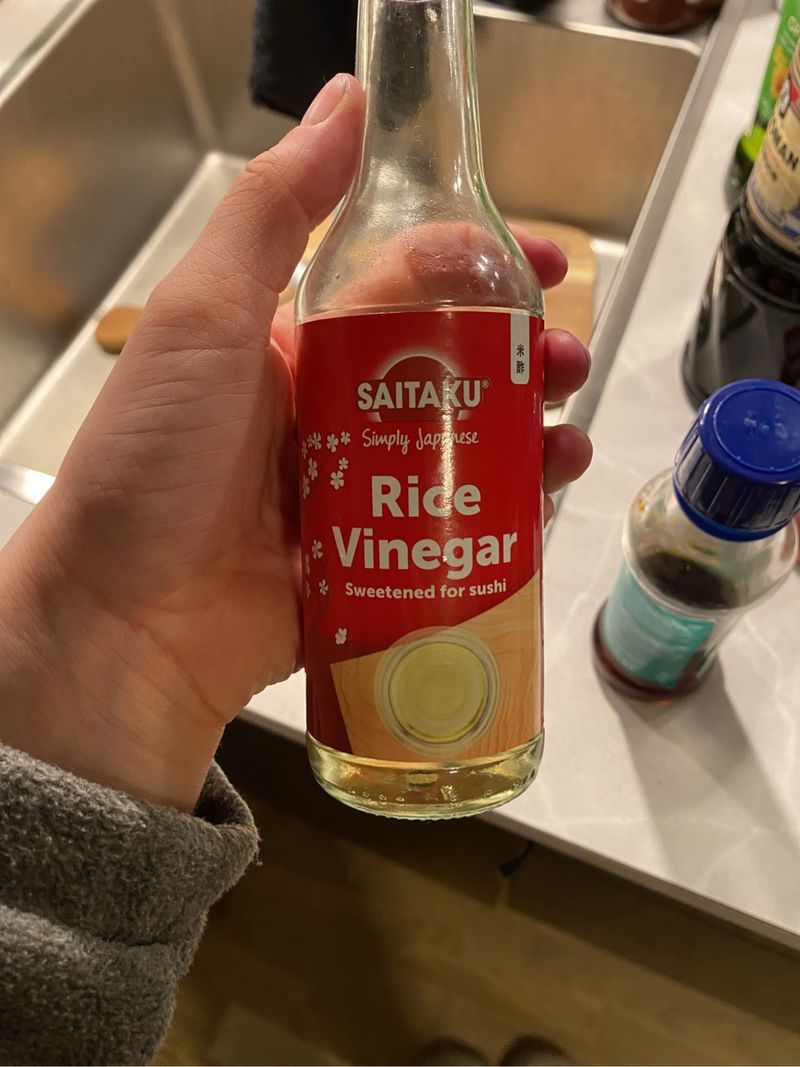 米酢
SAITAKU®
Simply Japanese
Rice
Vinegar
Sweetened for sushi